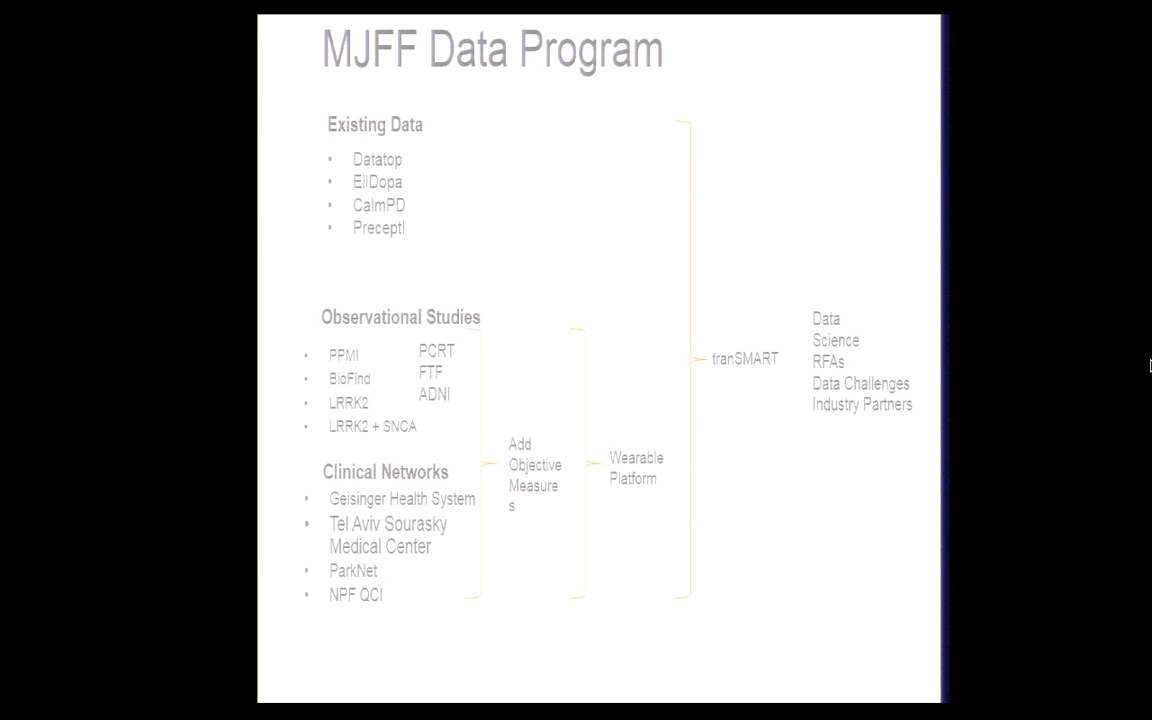 MJFF Data Program
Existing Data
• Datatop
• EllDopa
• CalmPD
• PreceptI
Observational Studies
• PPMI
• BioFind
• LRRK2
• LRRK2 + SNCA
PCRT
FTF
ADNI
Clinical Networks
• Geisinger Health System
• Tel Aviv Sourasky
Medical Center
• ParkNet
• NPF QCI
Add
Objective
Measure
s
Wearable
Platform
tranSMART
Data
Science
RFAs
Data Challenges
Industry Partners